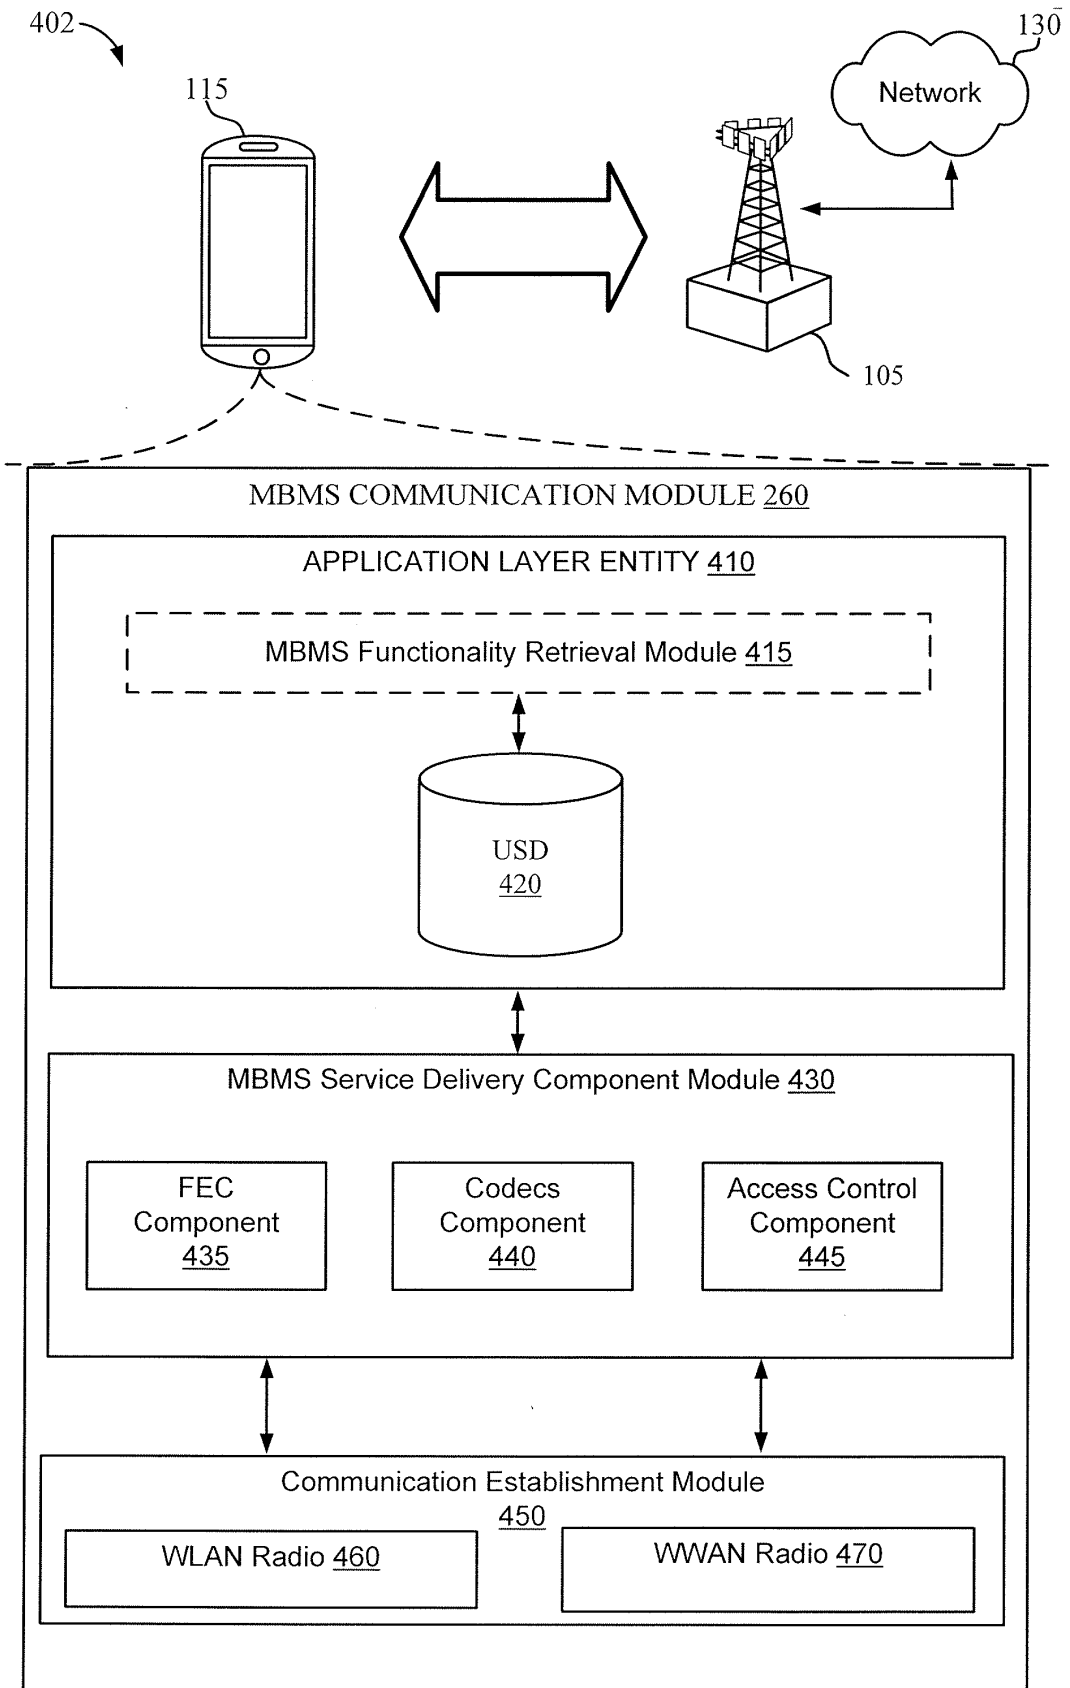 402
130
Network
115
105
MBMS COMMUNICATION MODULE 260
APPLICATION LAYER ENTITY 410
MBMS Functionality Retrieval Module 415
USD
420
MBMS Service Delivery Component Module 430
FEC
Component
435
Codecs
Component
440
Access Control
Component
445
Communication Establishment Module
450
WLAN Radio 460
WWAN Radio 470